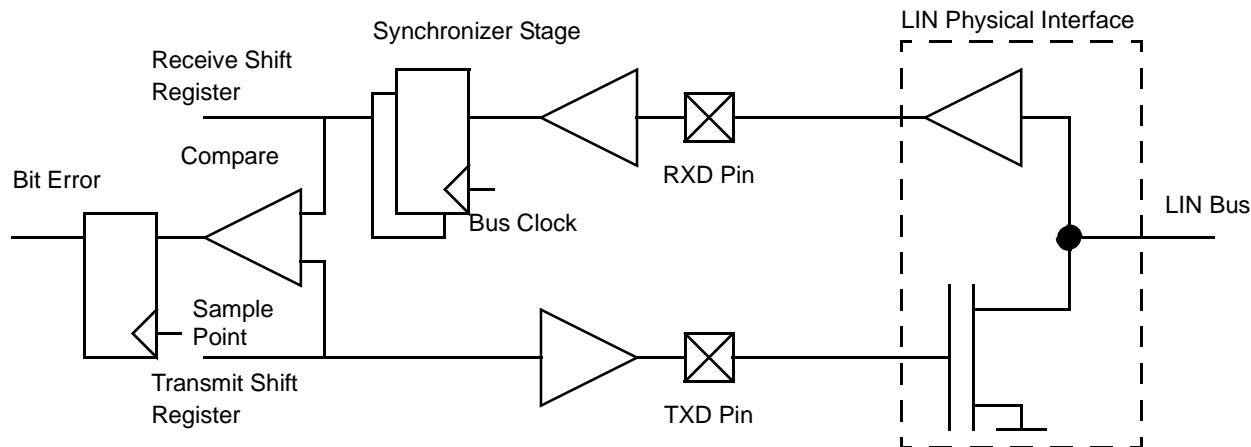 LIN Physical Interface
Synchronizer Stage
Receive Shift
Register
Compare
RXD Pin
Bit Error
Bus Clock
LIN Bus
Sample
Point
Transmit Shift
Register
TXD Pin